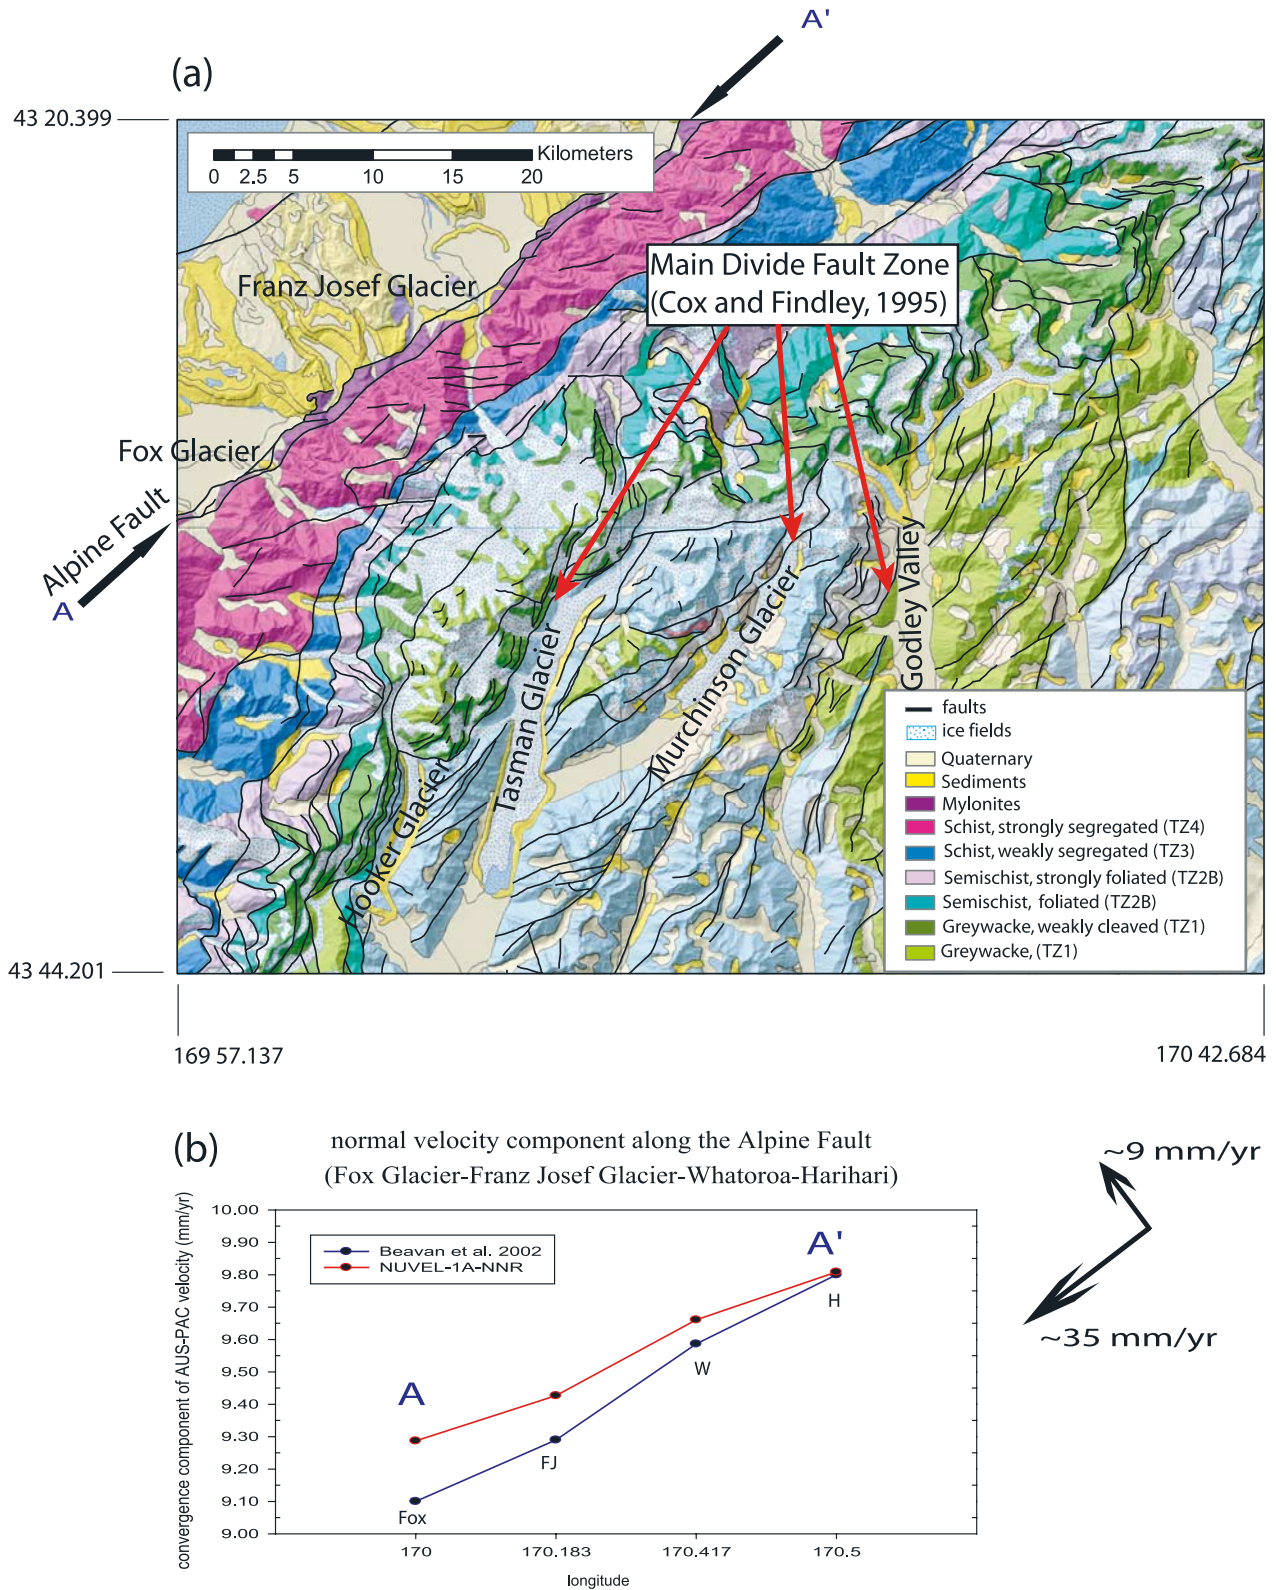 A'
(a)
43 20.399
Kilometers
0 2.5 5 10 15 20
Main Divide Fault Zone
(Cox and Findley, 1995)
Franz Josef Glacier
Fox Glacier
Alpine Fault
A
Godley Valley
Murchinson Glacier
Tasman Glacier
Hooker Glacier
faults
ice fields
Quaternary
Sediments
Mylonites
Schist, strongly segregated (TZ4)
Schist, weakly segregated (TZ3)
Semischist, strongly foliated (TZ2B)
Semischist, foliated (TZ2B)
Greywacke, weakly cleaved (TZ1)
Greywacke, (TZ1)
43 44.201
169 57.137
170 42.684
(b)
normal velocity component along the Alpine Fault
(Fox Glacier-Franz Josef Glacier-Whatoroa-Harihari)
~9 mm/yr
~35 mm/yr
convergence component of AUS-PAC velocity (mm/yr)
10.00
9.90
9.80
9.70
9.60
9.50
9.40
9.30
9.20
9.10
9.00
Beavan et al. 2002
NUVEL-1A-NNR
A
A'
Fox
FJ
W
H
170
170.183
170.417
170.5
longitude